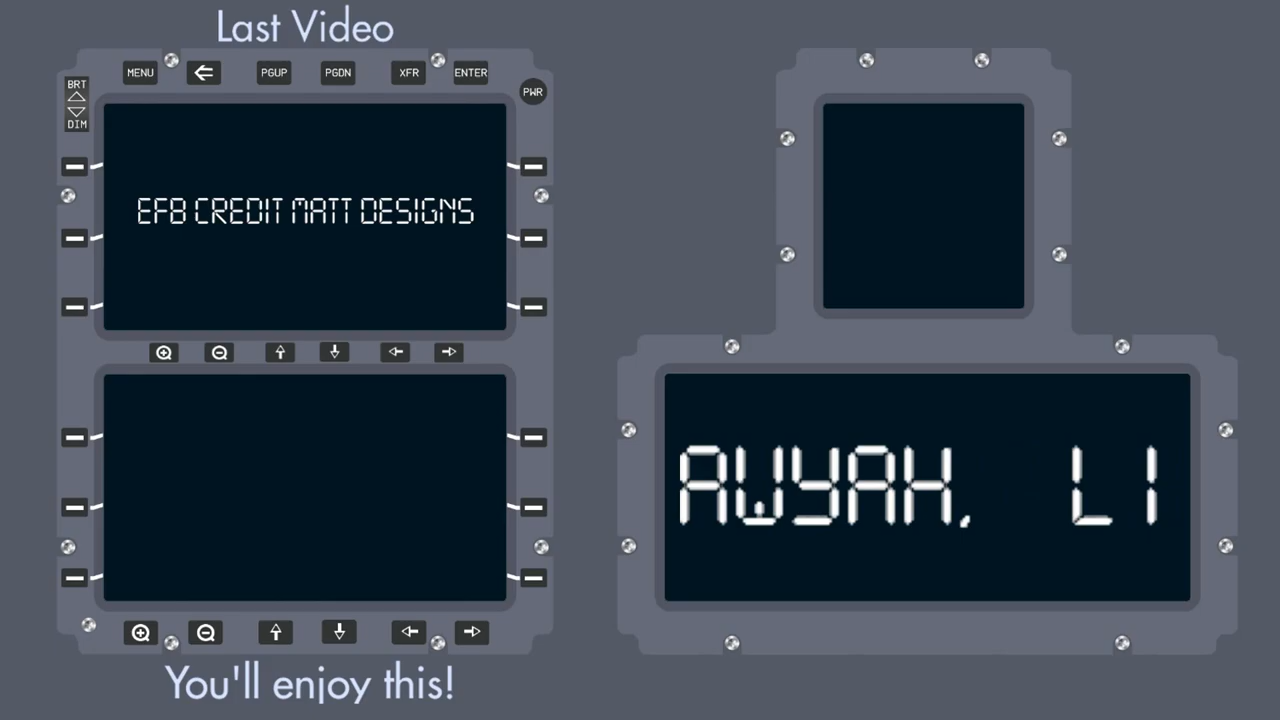 Last Video
MENU PGUP PGDN XFR ENTER
BRT
DIM
PWR
EFB CREDIT MATT DESIGNS
AWYAH, LI
You'll enjoy this!